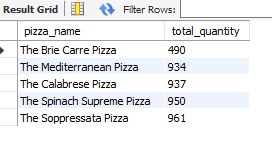 Result Grid Filter Rows:
pizza_name total_quantity
The Brie Carre Pizza 490
The Mediterranean Pizza 934
The Calabrese Pizza 937
The Spinach Supreme Pizza 950
The Soppressata Pizza 961